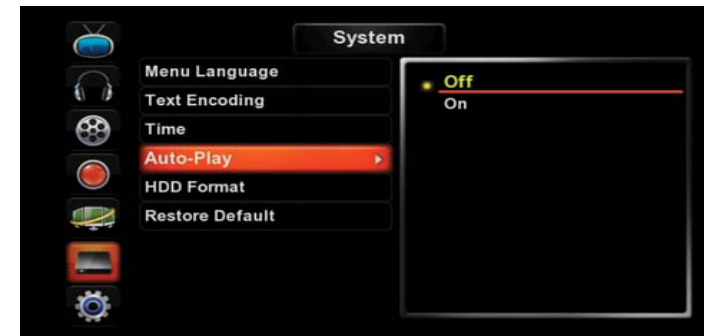 System
Menu Language
Text Encoding
Time
Auto-Play
HDD Format
Restore Default
Off
On